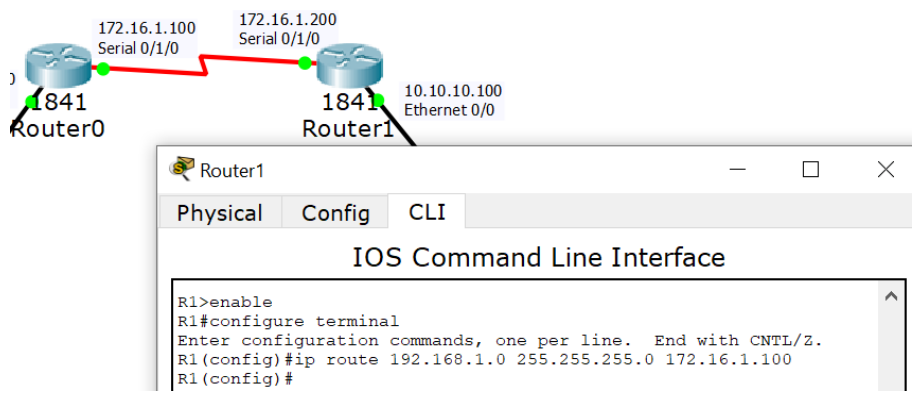 172.16.1.100
Serial 0/1/0
172.16.1.200
Serial 0/1/0
1841
Router0
1841
Router1
10.10.10.100
Ethernet 0/0
Router1
Physical
Config
CLI
IOS Command Line Interface
R1>enable
R1#configure terminal
Enter configuration commands, one per line.  End with CNTL/Z.
R1(config)#ip route 192.168.1.0 255.255.255.0 172.16.1.100
R1(config)#